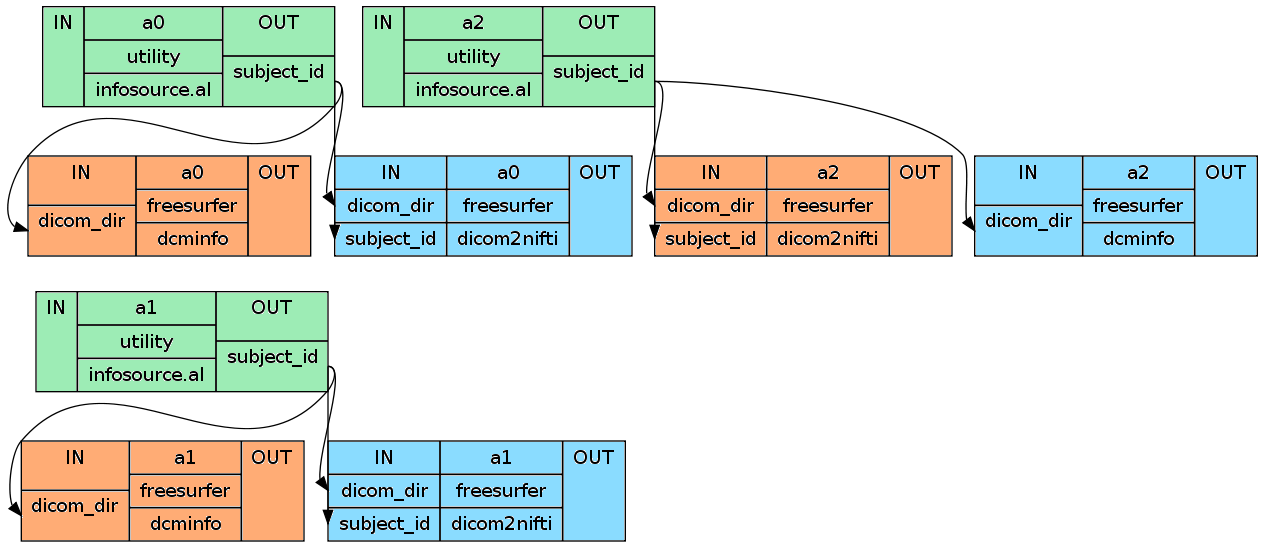 IN a0 OUT
utility
subject_id
infosource.al
IN a2 OUT
utility
subject_id
infosource.al
IN a0 OUT
freesurfer
dicom_dir
dcminfo
IN a0 OUT
dicom_dir freesurfer
subject_id dicom2nifti
IN a2 OUT
dicom_dir freesurfer
subject_id dicom2nifti
IN a2 OUT
freesurfer
dicom_dir
dcminfo
IN a1 OUT
utility
subject_id
infosource.al
IN a1 OUT
freesurfer
dicom_dir
dcminfo
IN a1 OUT
dicom_dir freesurfer
subject_id dicom2nifti